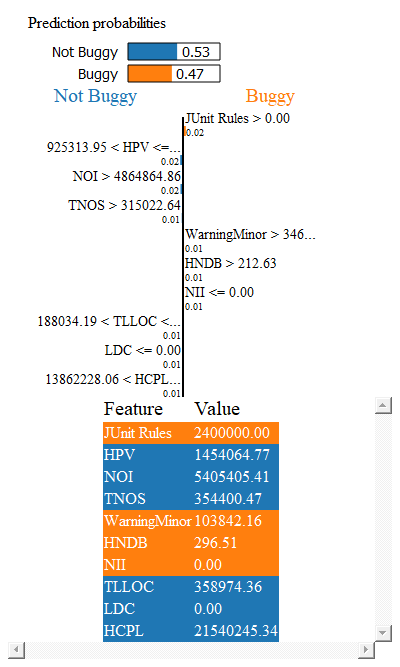 Prediction probabilities
Not Buggy 0.53
Buggy 0.47
Not Buggy Buggy
JUnit Rules > 0.00
0.02
925313.95 < HPV <=...
0.02
NOI > 4864864.86
0.02
TNOS > 315022.64
0.01
WarningMinor > 346...
0.01
HNDB > 212.63
0.01
NII <= 0.00
0.01
188034.19 < TLLOC <...
0.01
LDC <= 0.00
0.01
13862228.06 < HCPL...
0.01
Feature Value
JUnit Rules 2400000.00
HPV 1454064.77
NOI 5405405.41
TNOS 354400.47
WarningMinor 103842.16
HNDB 296.51
NII 0.00
TLLOC 358974.36
LDC 0.00
HCPL 21540245.34